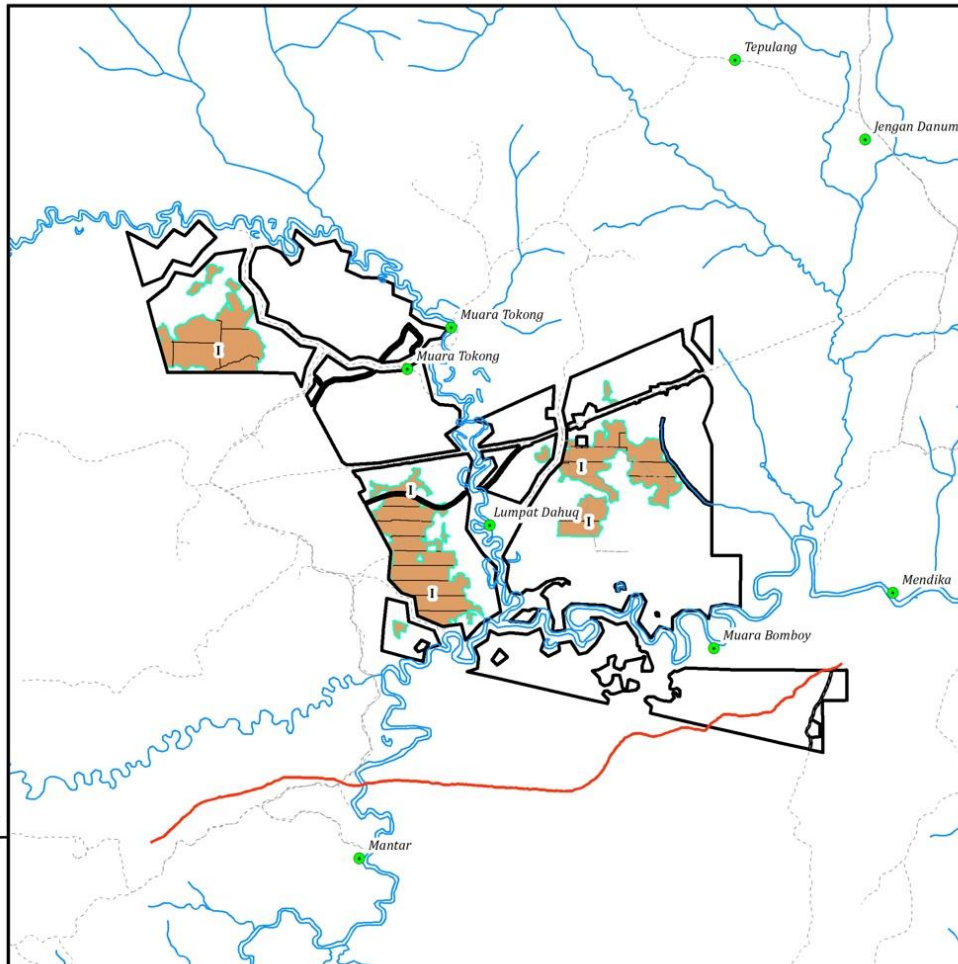 Tepulang
Jengan Danum
Muara Tokong
I
Muara Tokong
I
I
Lumpat Dahuq
I
I
Mendika
Muara Bomboy
Mantar